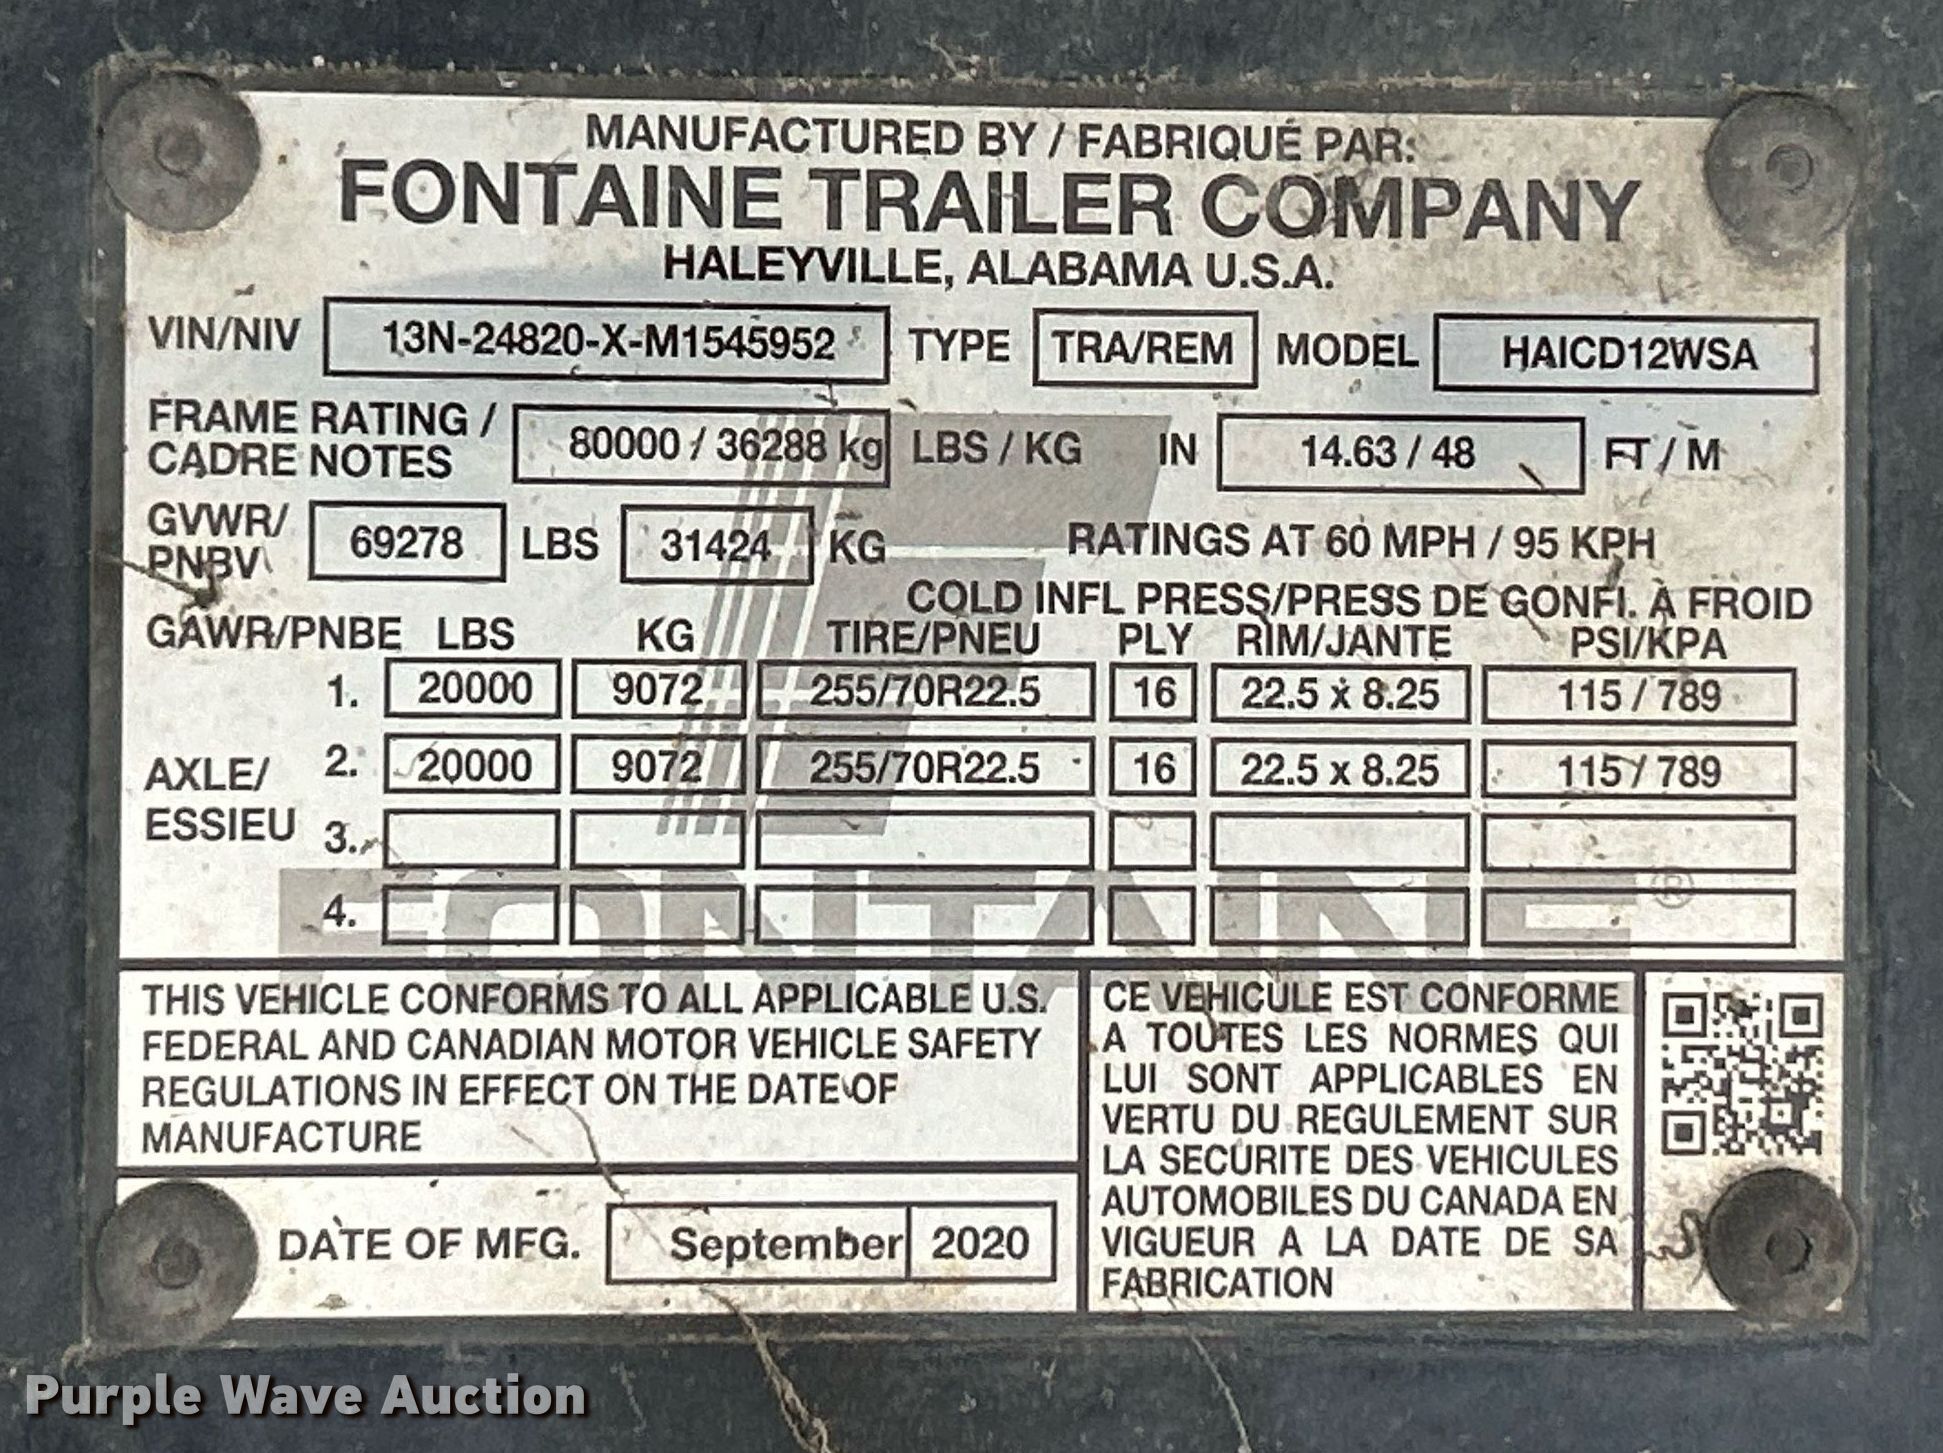 MANUFACTURED BY / FABRIQUÉ PAR:
FONTAINE TRAILER COMPANY
HALEYVILLE, ALABAMA U.S.A.
VIN/NIV 13N-24820-X-M1545952 TYPE TRA/REM MODEL HAICD12WSA
FRAME RATING /
CADRE NOTES 80000 / 36288 kg LBS / KG IN 14.63 / 48 FT / M
GVWR/
PNBV 69278 LBS 31424 KG RATINGS AT 60 MPH / 95 KPH
COLD INFL PRESS/PRESS DE GONFL. À FROID
GAWR/PNBE LBS KG TIRE/PNEU PLY RIM/JANTE PSI/KPA
1. 20000 9072 255/70R22.5 16 22.5 x 8.25 115 / 789
AXLE/
ESSIEU
2. 20000 9072 255/70R22.5 16 22.5 x 8.25 115 / 789
3.
4.
FONTAINE ®
THIS VEHICLE CONFORMS TO ALL APPLICABLE U.S.
FEDERAL AND CANADIAN MOTOR VEHICLE SAFETY
REGULATIONS IN EFFECT ON THE DATE OF
MANUFACTURE
DATE OF MFG. September 2020
CE VEHICULE EST CONFORME
A TOUTES LES NORMES QUI
LUI SONT APPLICABLES EN
VERTU DU REGULEMENT SUR
LA SECURITE DES VEHICULES
AUTOMOBILES DU CANADA EN
VIGUEUR A LA DATE DE SA
FABRICATION
Purple Wave Auction